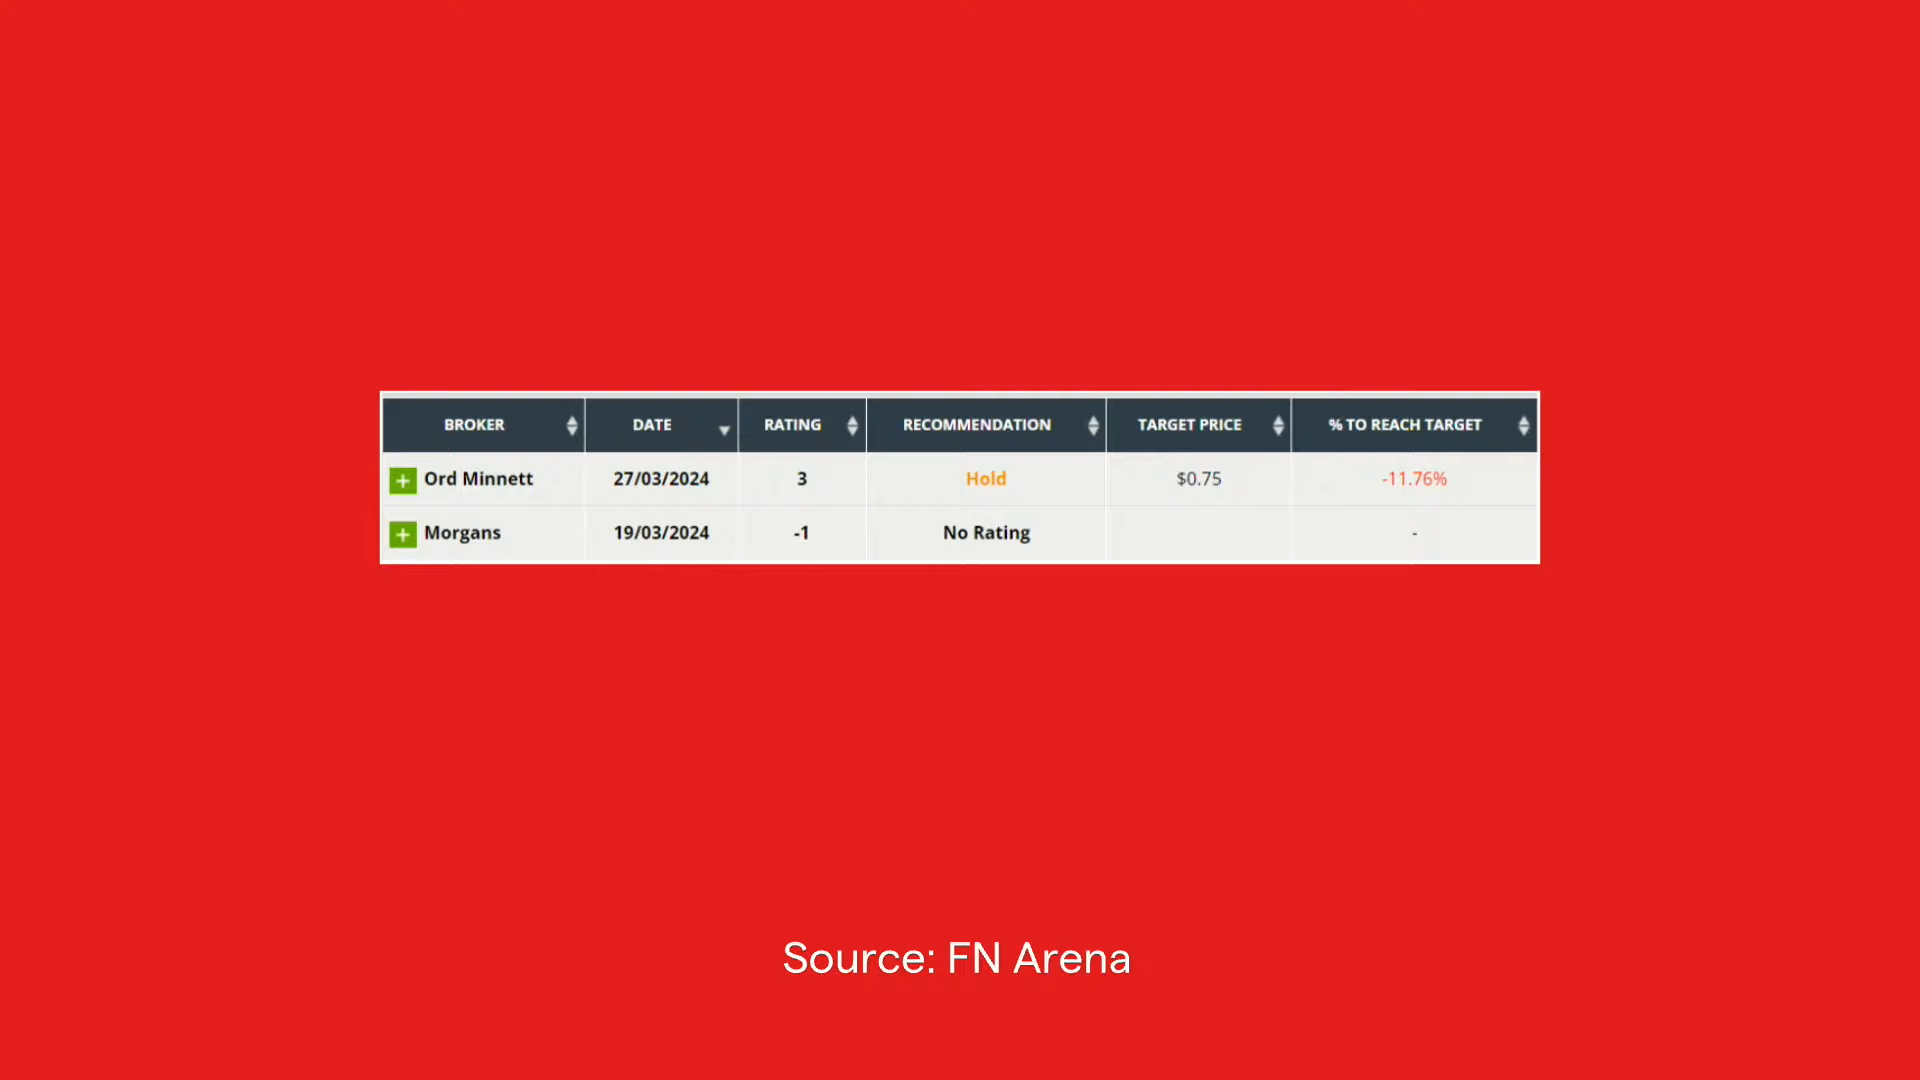 BROKER DATE RATING RECOMMENDATION TARGET PRICE % TO REACH TARGET
Ord Minnett 27/03/2024 3 Hold $0.75 -11.76%
Morgans 19/03/2024 -1 No Rating -
Source: FN Arena